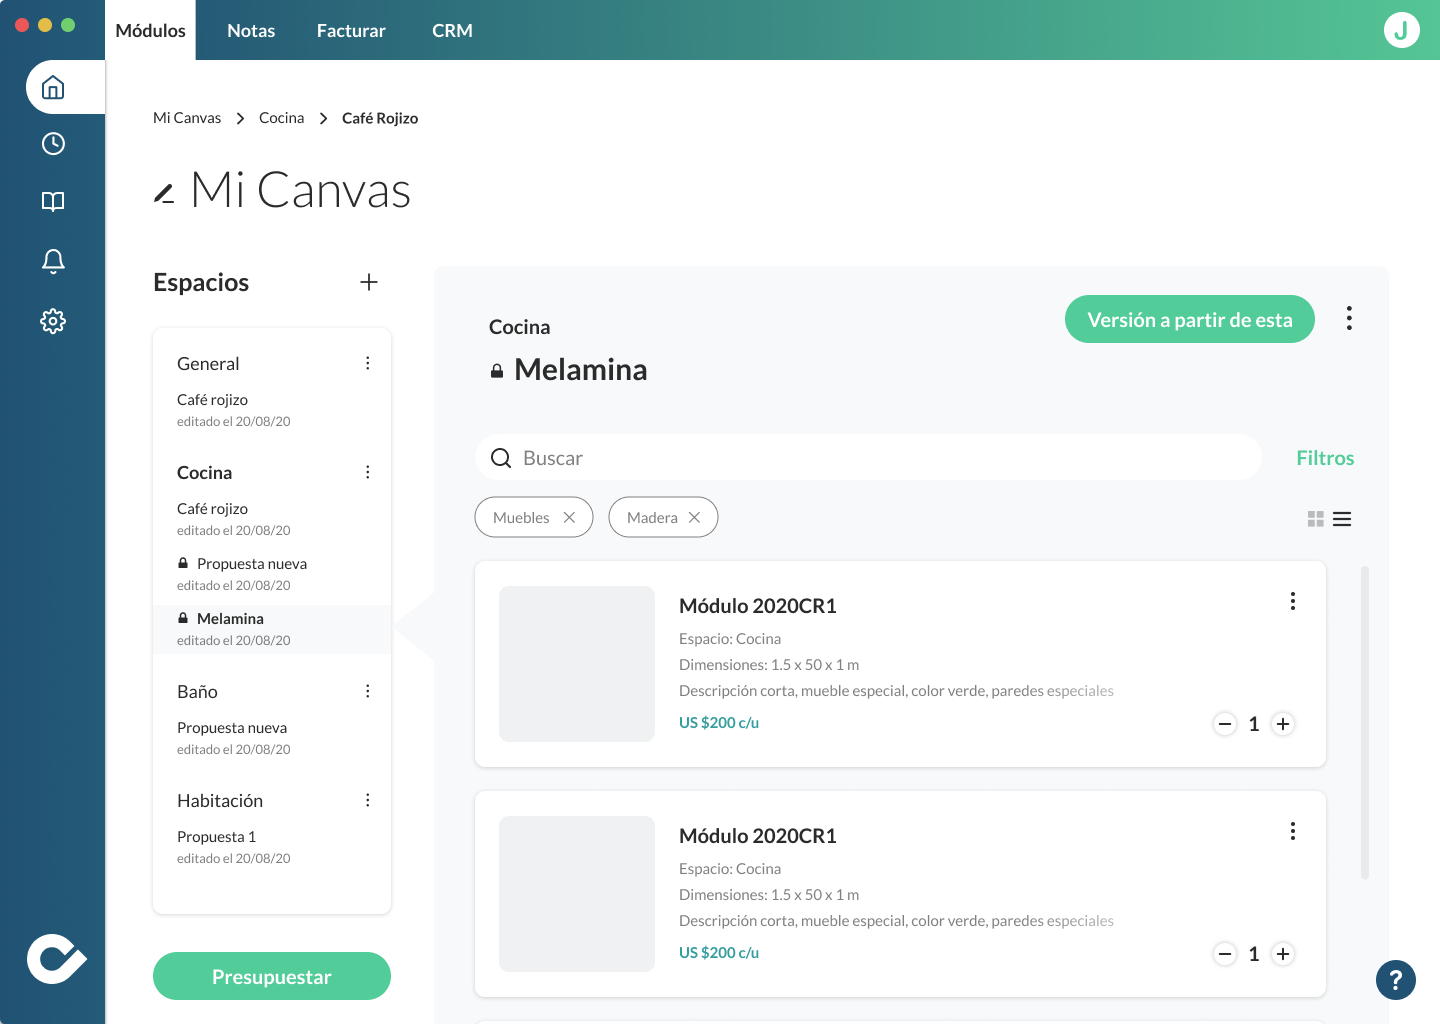 Módulos
Notas
Facturar
CRM
J
Mi Canvas
Cocina
Café Rojizo
Mi Canvas
Espacios
General
Café rojizo
editado el 20/08/20
Cocina
Café rojizo
editado el 20/08/20
Propuesta nueva
editado el 20/08/20
Melamina
editado el 20/08/20
Baño
Propuesta nueva
editado el 20/08/20
Habitación
Propuesta 1
editado el 20/08/20
Presupuestar
Cocina
Melamina
Versión a partir de esta
Buscar
Filtros
Muebles
Madera
Módulo 2020CR1
Espacio: Cocina
Dimensiones: 1.5 x 50 x 1 m
Descripción corta, mueble especial, color verde, paredes especiales
US $200 c/u
1
Módulo 2020CR1
Espacio: Cocina
Dimensiones: 1.5 x 50 x 1 m
Descripción corta, mueble especial, color verde, paredes especiales
US $200 c/u
1
?